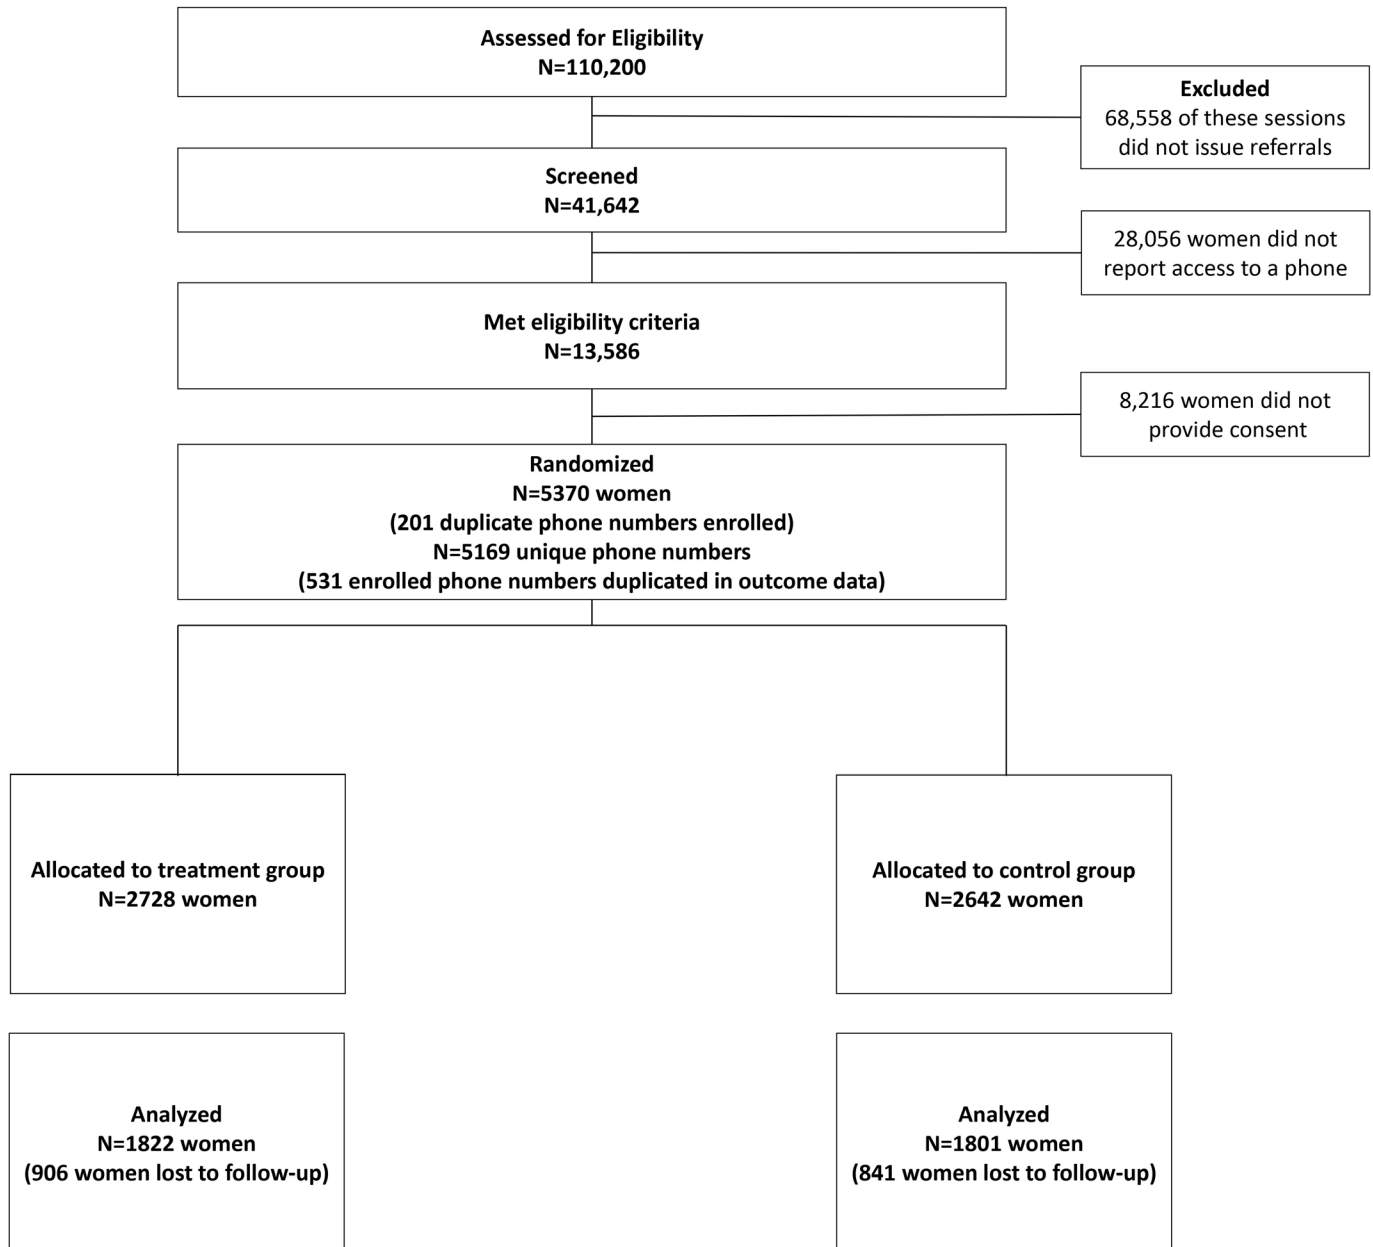 Assessed for Eligibility
N=110,200
Excluded
68,558 of these sessions
did not issue referrals
Screened
N=41,642
28,056 women did not
report access to a phone
Met eligibility criteria
N=13,586
8,216 women did not
provide consent
Randomized
N=5370 women
(201 duplicate phone numbers enrolled)
N=5169 unique phone numbers
(531 enrolled phone numbers duplicated in outcome data)
Allocated to treatment group
N=2728 women
Allocated to control group
N=2642 women
Analyzed
N=1822 women
(906 women lost to follow-up)
Analyzed
N=1801 women
(841 women lost to follow-up)